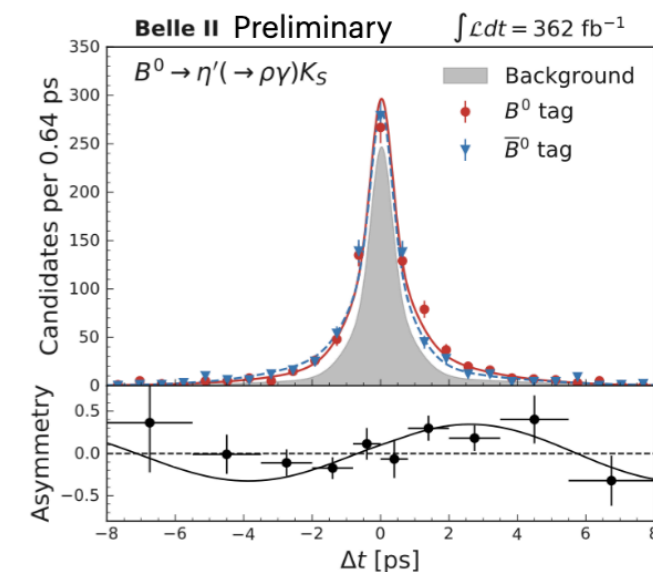 Belle II Preliminary ∫ℒdt = 362 fb⁻¹
B⁰ → η′(→ ργ)K_S
Background
B⁰ tag
B̅⁰ tag
Candidates per 0.64 ps
350
300
250
200
150
100
50
0
Asymmetry
0.5
0.0
−0.5
−8 −6 −4 −2 0 2 4 6 8
Δt [ps]